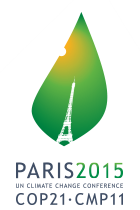 PARIS2015
UN CLIMATE CHANGE CONFERENCE
COP21·CMP11